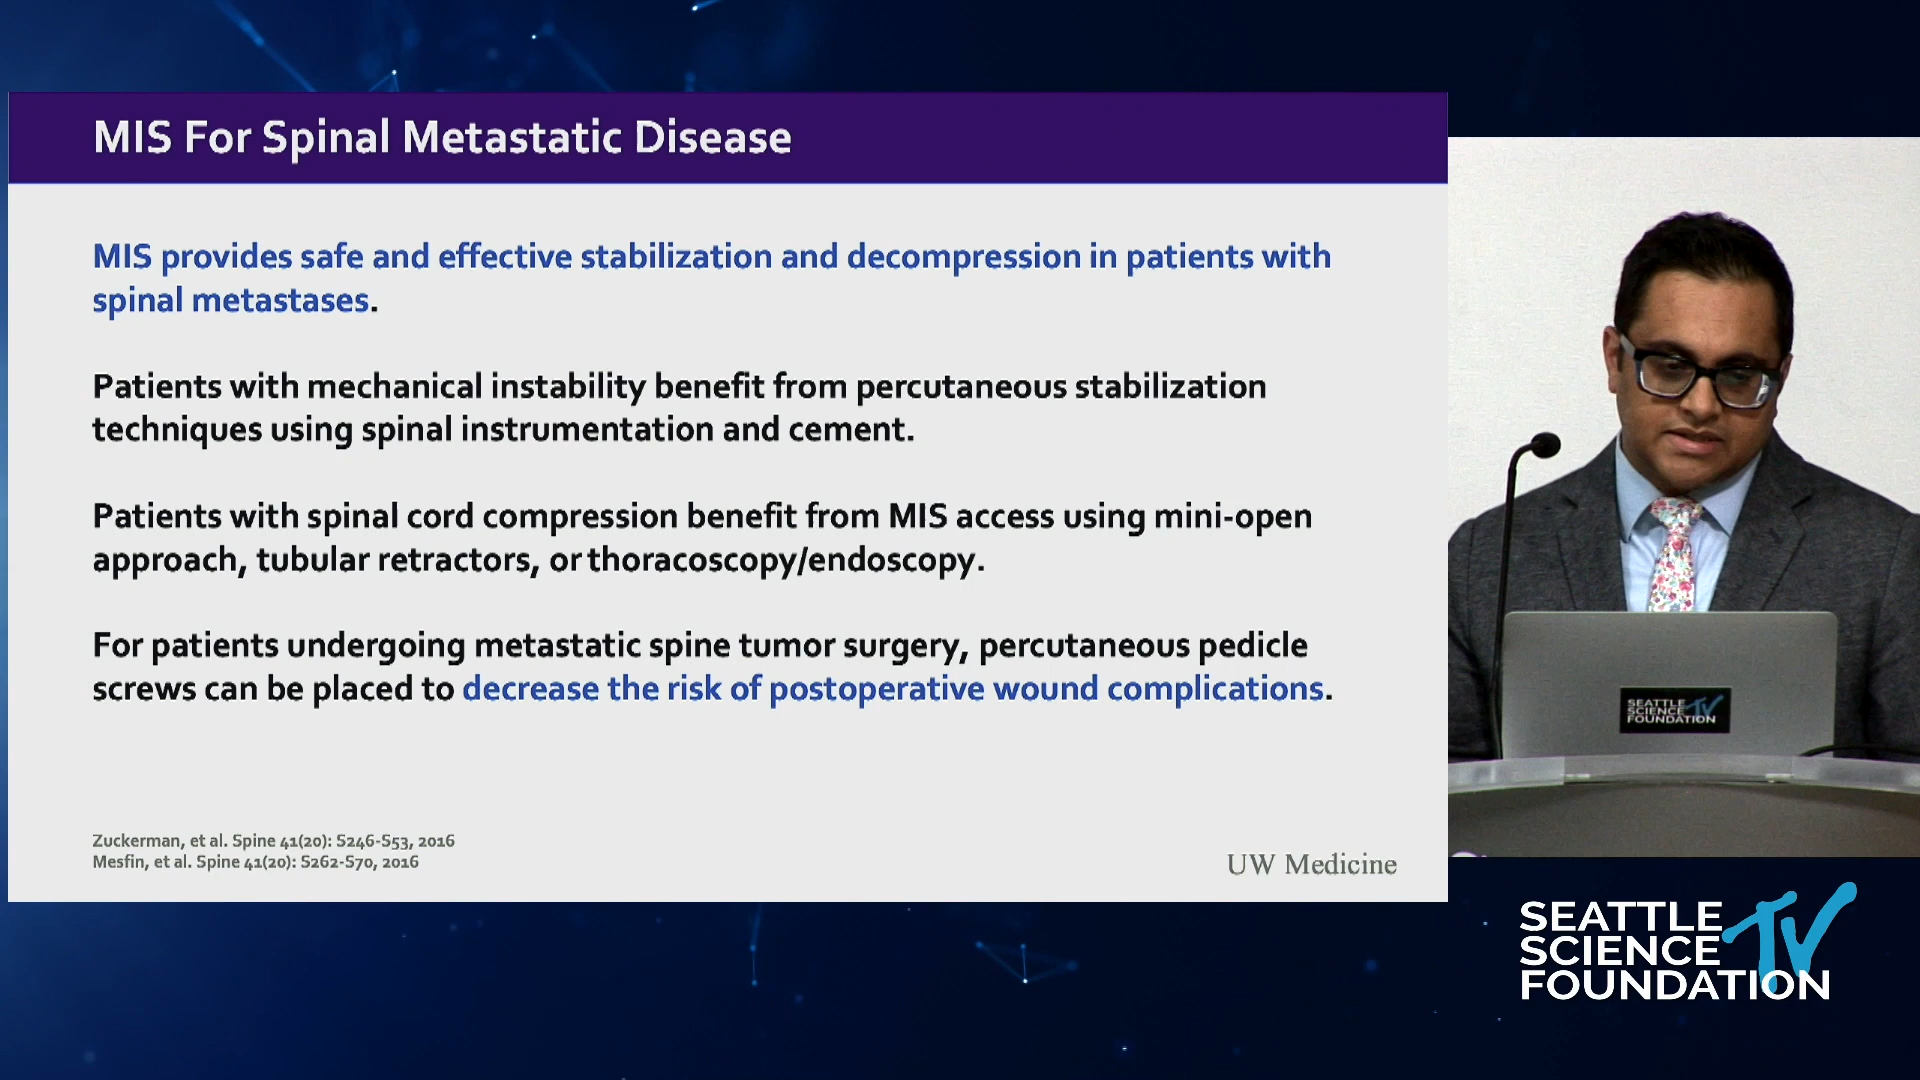 MIS For Spinal Metastatic Disease
MIS provides safe and effective stabilization and decompression in patients with
spinal metastases.
Patients with mechanical instability benefit from percutaneous stabilization
techniques using spinal instrumentation and cement.
Patients with spinal cord compression benefit from MIS access using mini-open
approach, tubular retractors, or thoracoscopy/endoscopy.
For patients undergoing metastatic spine tumor surgery, percutaneous pedicle
screws can be placed to decrease the risk of postoperative wound complications.
Zuckerman, et al. Spine 41(20): S246-S53, 2016
Mesfin, et al. Spine 41(20): S262-S70, 2016
UW Medicine
SEATTLE
SCIENCE
FOUNDATION
TV
SEATTLE
SCIENCE
FOUNDATION
TV